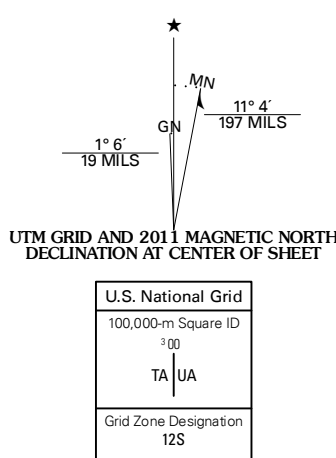 ★
MN
11° 4´
197 MILS
GN
1° 6´
19 MILS
UTM GRID AND 2011 MAGNETIC NORTH
DECLINATION AT CENTER OF SHEET
U.S. National Grid
100,000-m Square ID
³00
TA UA
Grid Zone Designation
12S